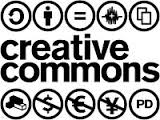 creative
commons
$ € ¥ PD